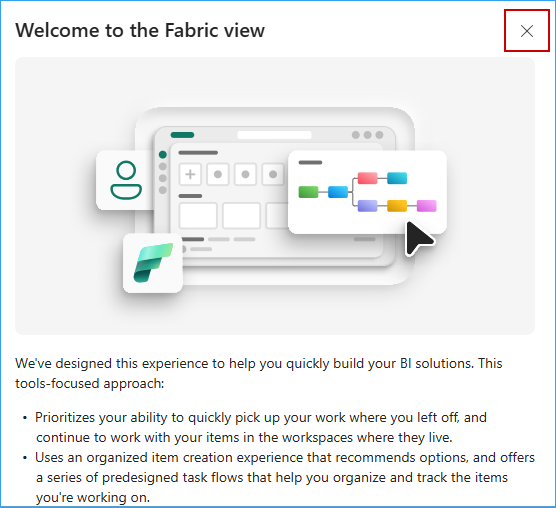 Welcome to the Fabric view
We've designed this experience to help you quickly build your BI solutions. This
tools-focused approach:
• Prioritizes your ability to quickly pick up your work where you left off, and
continue to work with your items in the workspaces where they live.
• Uses an organized item creation experience that recommends options, and offers
a series of predesigned task flows that help you organize and track the items
you're working on.